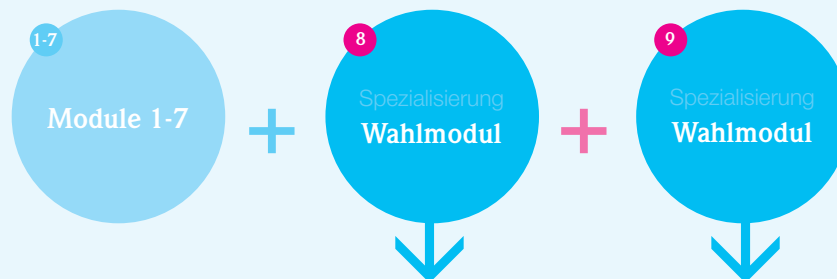 1-7
Module 1-7
8
Spezialisierung
Wahlmodul
9
Spezialisierung
Wahlmodul